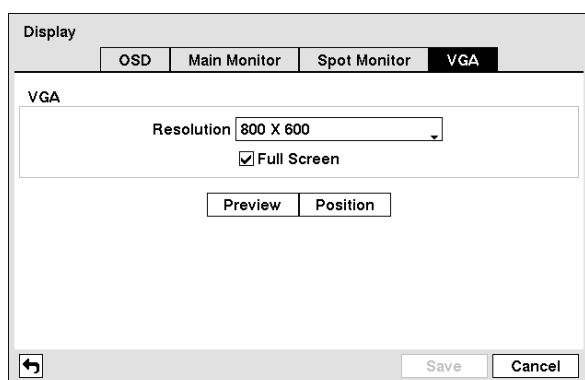 Display
OSD Main Monitor Spot Monitor VGA
VGA
Resolution 800 X 600
Full Screen
Preview Position
Save Cancel